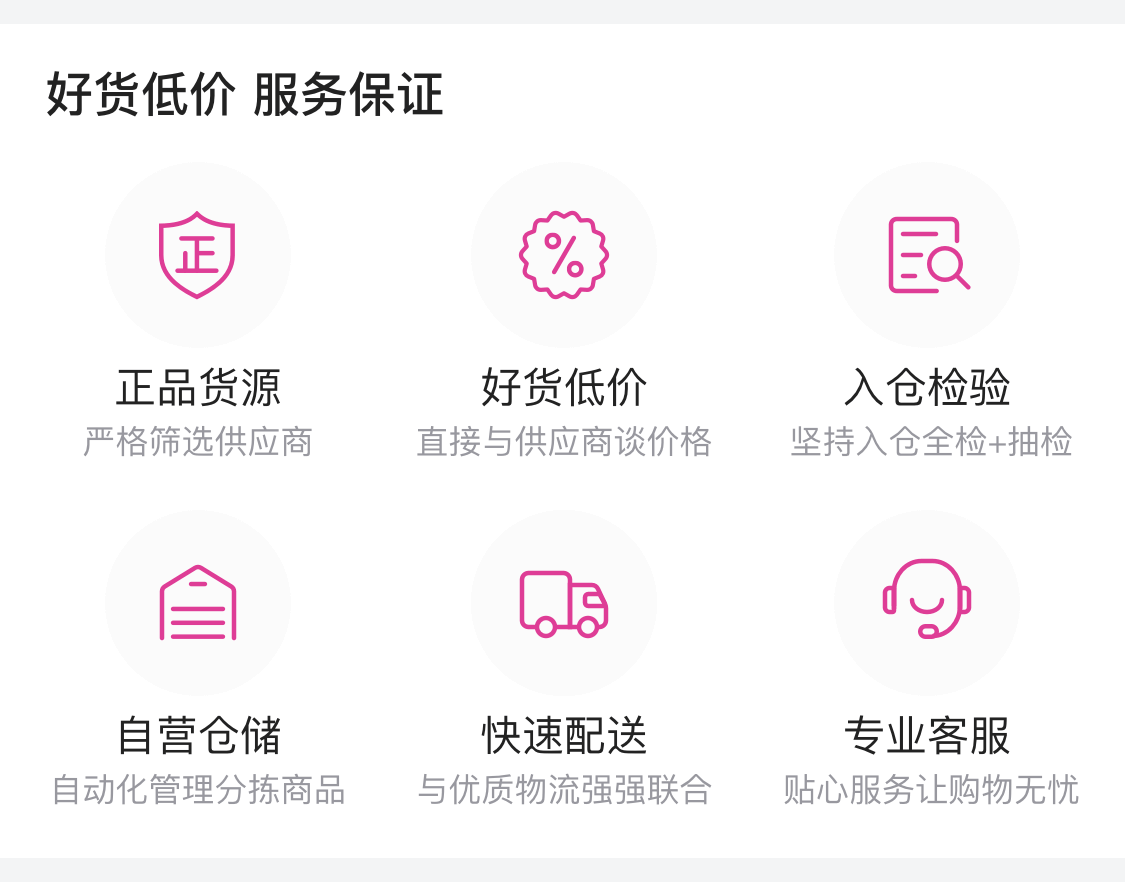 好货低价 服务保证
正
%
正品货源
好货低价
入仓检验
严格筛选供应商
直接与供应商谈价格
坚持入仓全检+抽检
自营仓储
快速配送
专业客服
自动化管理分拣商品
与优质物流强强联合
贴心服务让购物无忧